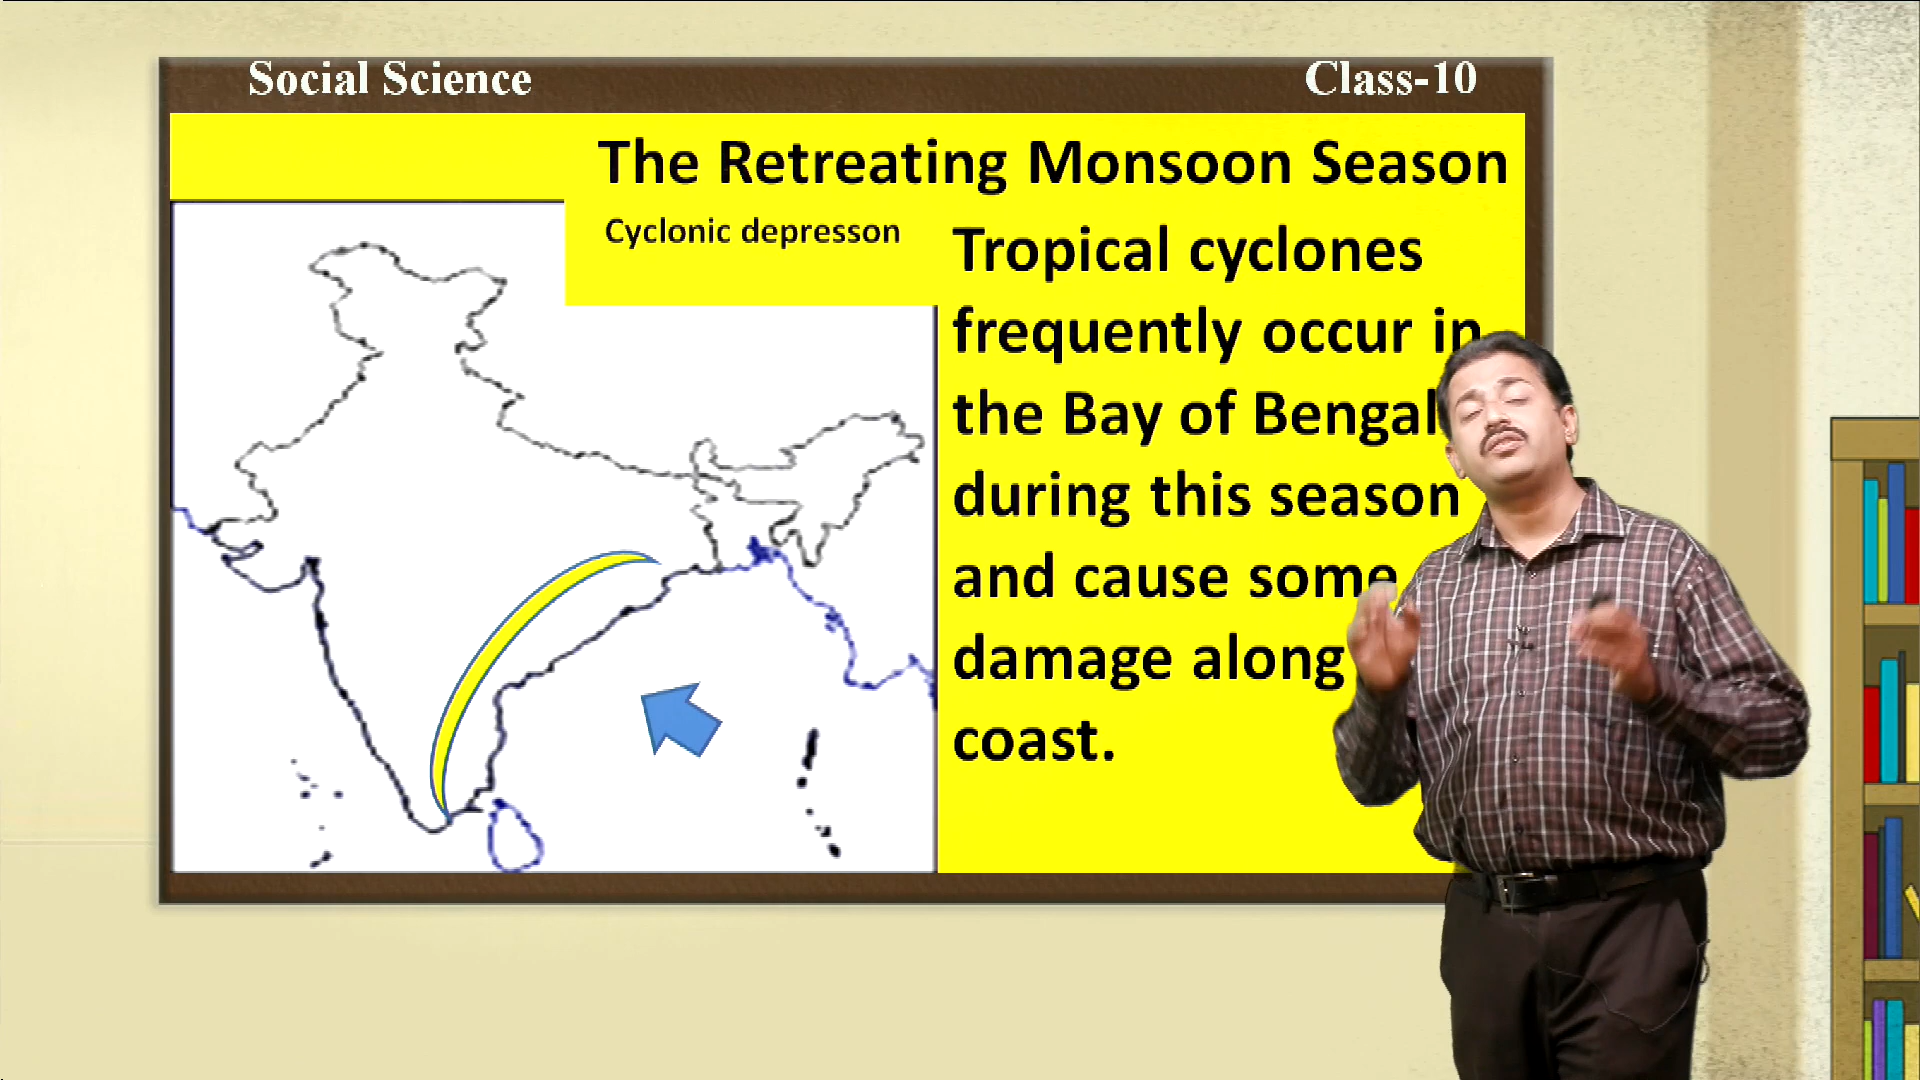 Social Science
Class-10
The Retreating Monsoon Season
Cyclonic depresson
Tropical cyclones
frequently occur in
the Bay of Bengal
during this season
and cause some
damage along
coast.